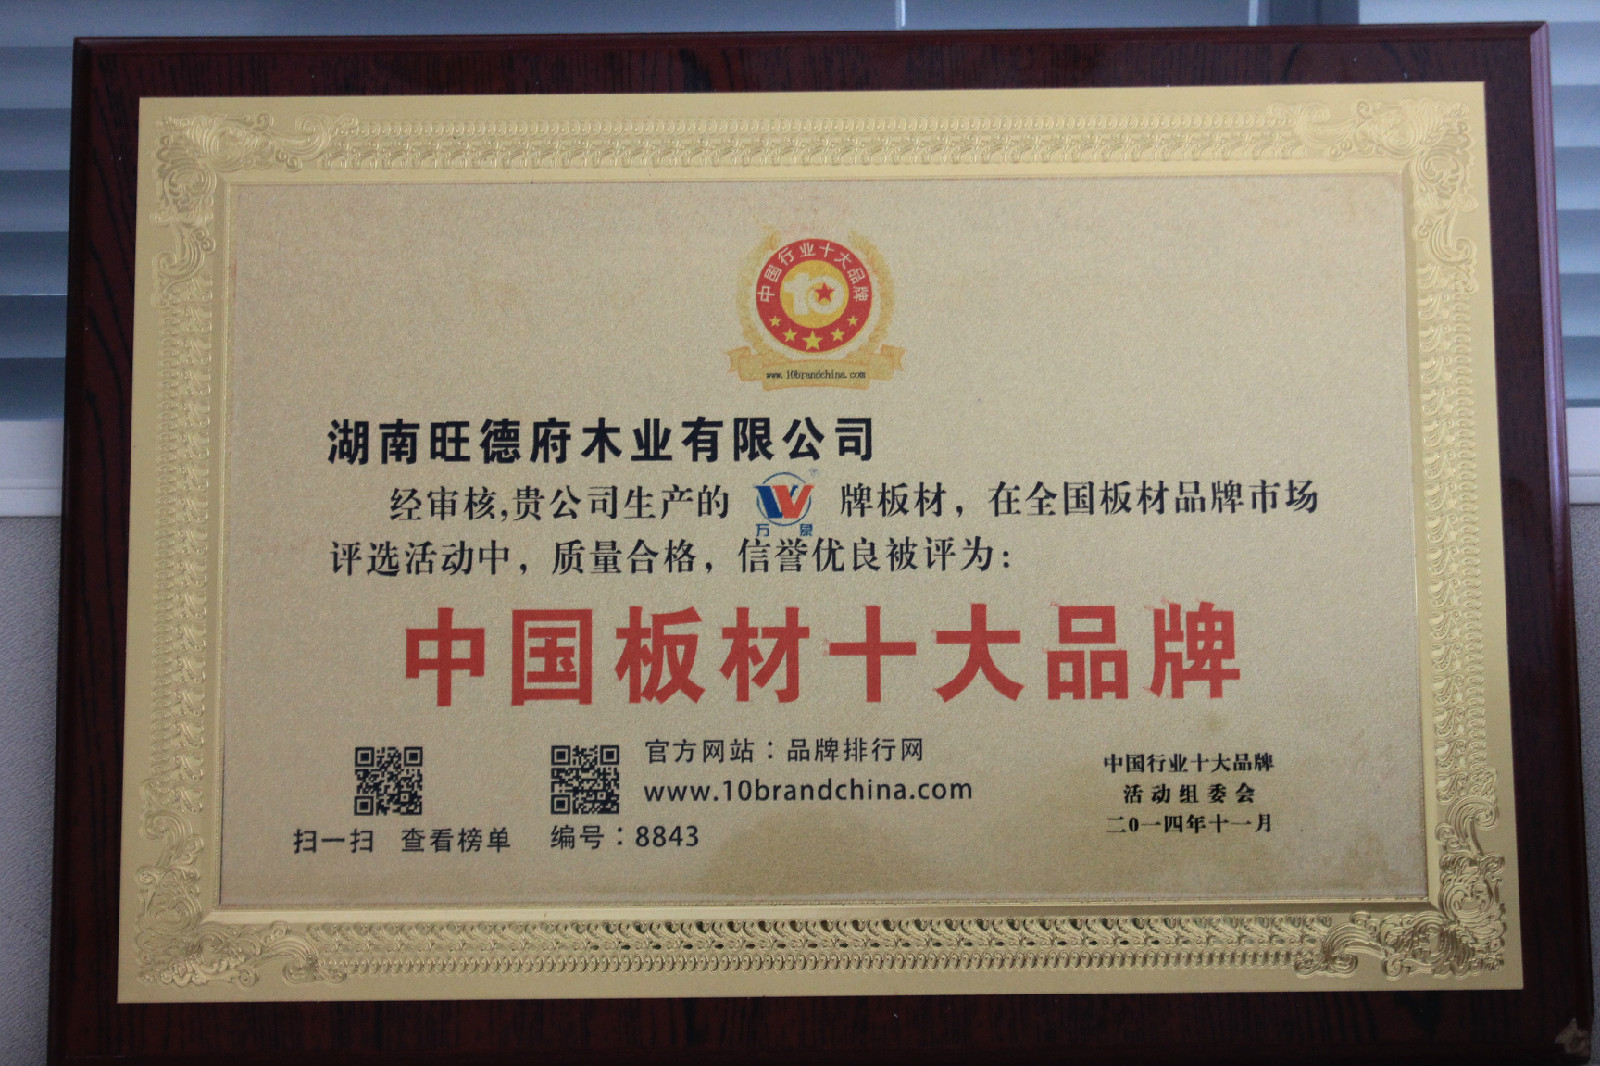 中国行业十大品牌
10
www.10brandchina.com
湖南旺德府木业有限公司
经审核,贵公司生产的 W® 万象 牌板材，在全国板材品牌市场
评选活动中，质量合格，信誉优良被评为：
中国板材十大品牌
官方网站：品牌排行网
www.10brandchina.com
扫一扫 查看榜单
编号：8843
中国行业十大品牌
活动组委会
二0一四年十一月